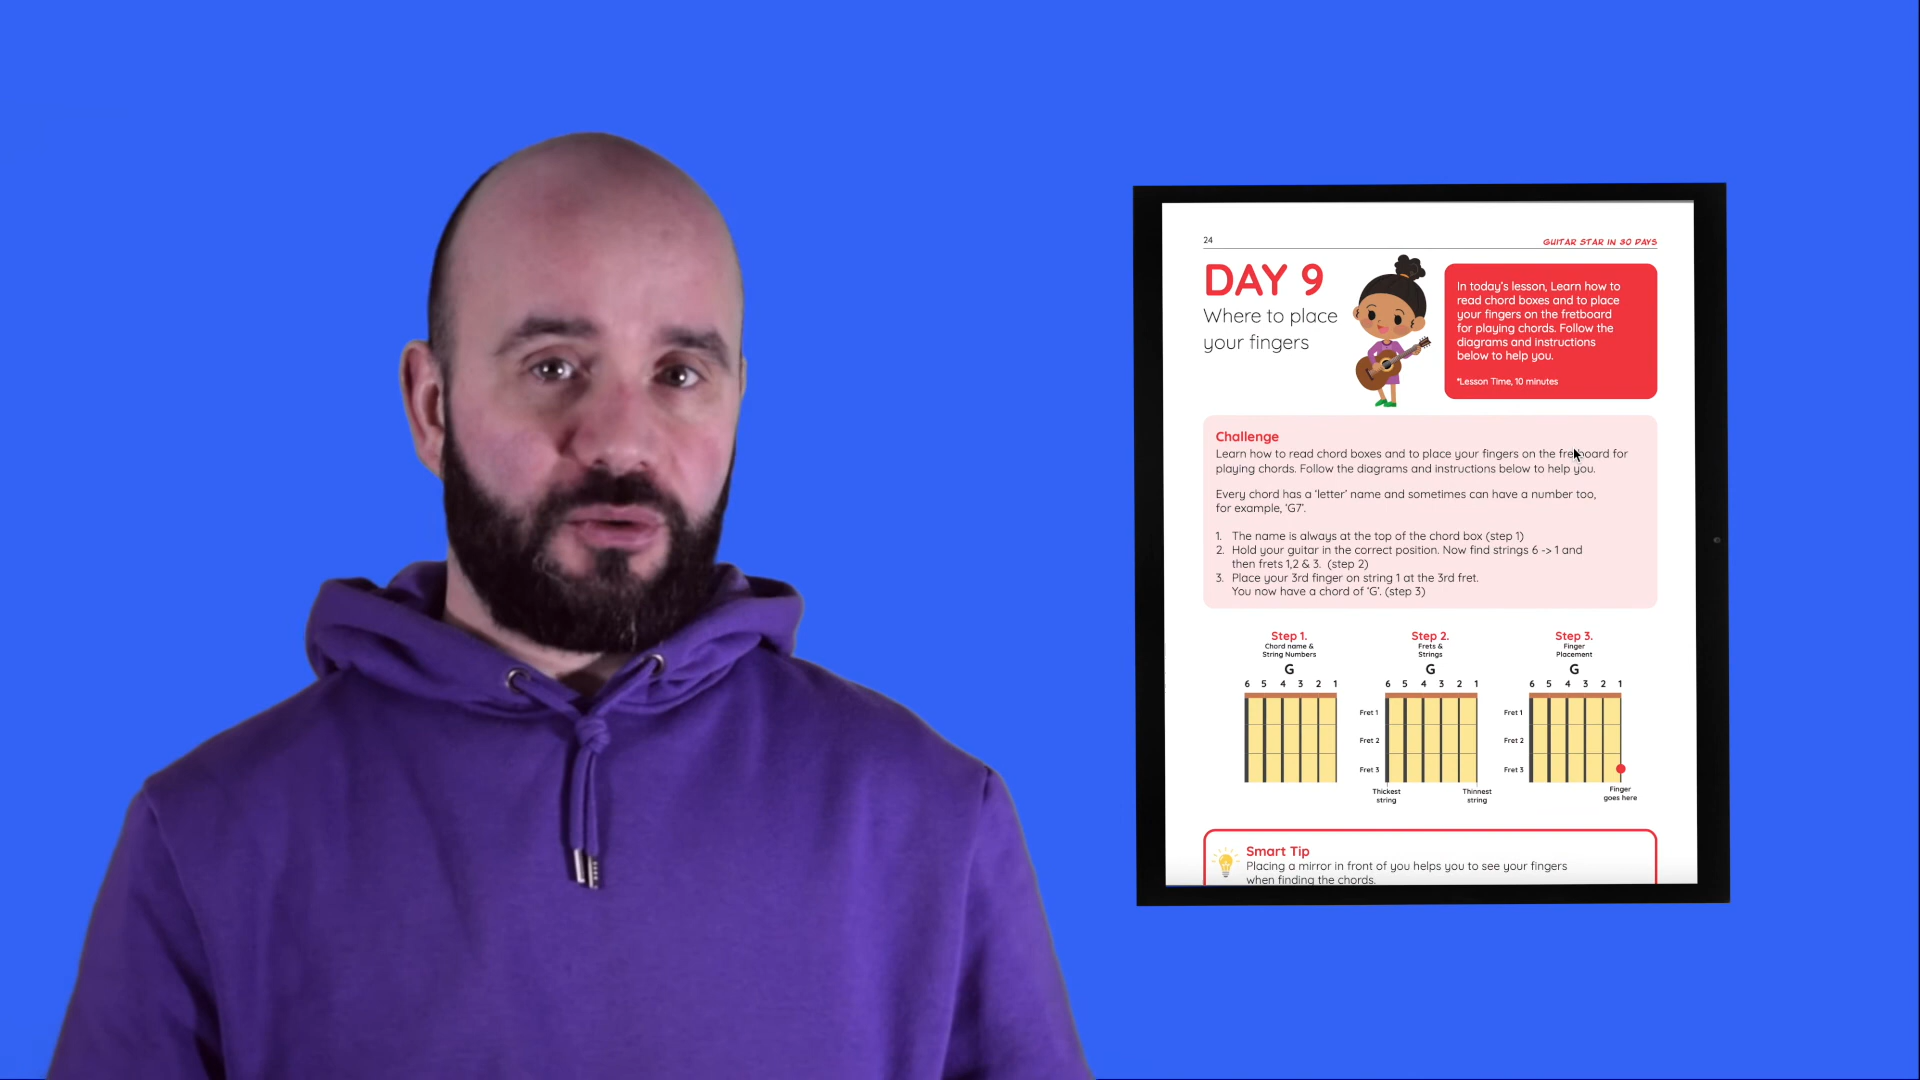 24
GUITAR STAR IN 30 DAYS
DAY 9
Where to place
your fingers
In today's lesson, Learn how to
read chord boxes and to place
your fingers on the fretboard
for playing chords. Follow the
diagrams and instructions
below to help you.
*Lesson Time, 10 minutes
Challenge
Learn how to read chord boxes and to place your fingers on the fretboard for
playing chords. Follow the diagrams and instructions below to help you.
Every chord has a 'letter' name and sometimes can have a number too,
for example, 'G7'.
1. The name is always at the top of the chord box (step 1)
2. Hold your guitar in the correct position. Now find strings 6 -> 1 and
then frets 1,2 & 3. (step 2)
3. Place your 3rd finger on string 1 at the 3rd fret.
You now have a chord of 'G'. (step 3)
Step 1.
Chord name &
String Numbers
G
6 5 4 3 2 1
Step 2.
Frets &
Strings
G
6 5 4 3 2 1
Fret 1
Fret 2
Fret 3
Thickest
string
Thinnest
string
Step 3.
Finger
Placement
G
6 5 4 3 2 1
Fret 1
Fret 2
Fret 3
Finger
goes here
Smart Tip
Placing a mirror in front of you helps you to see your fingers
when finding the chords.